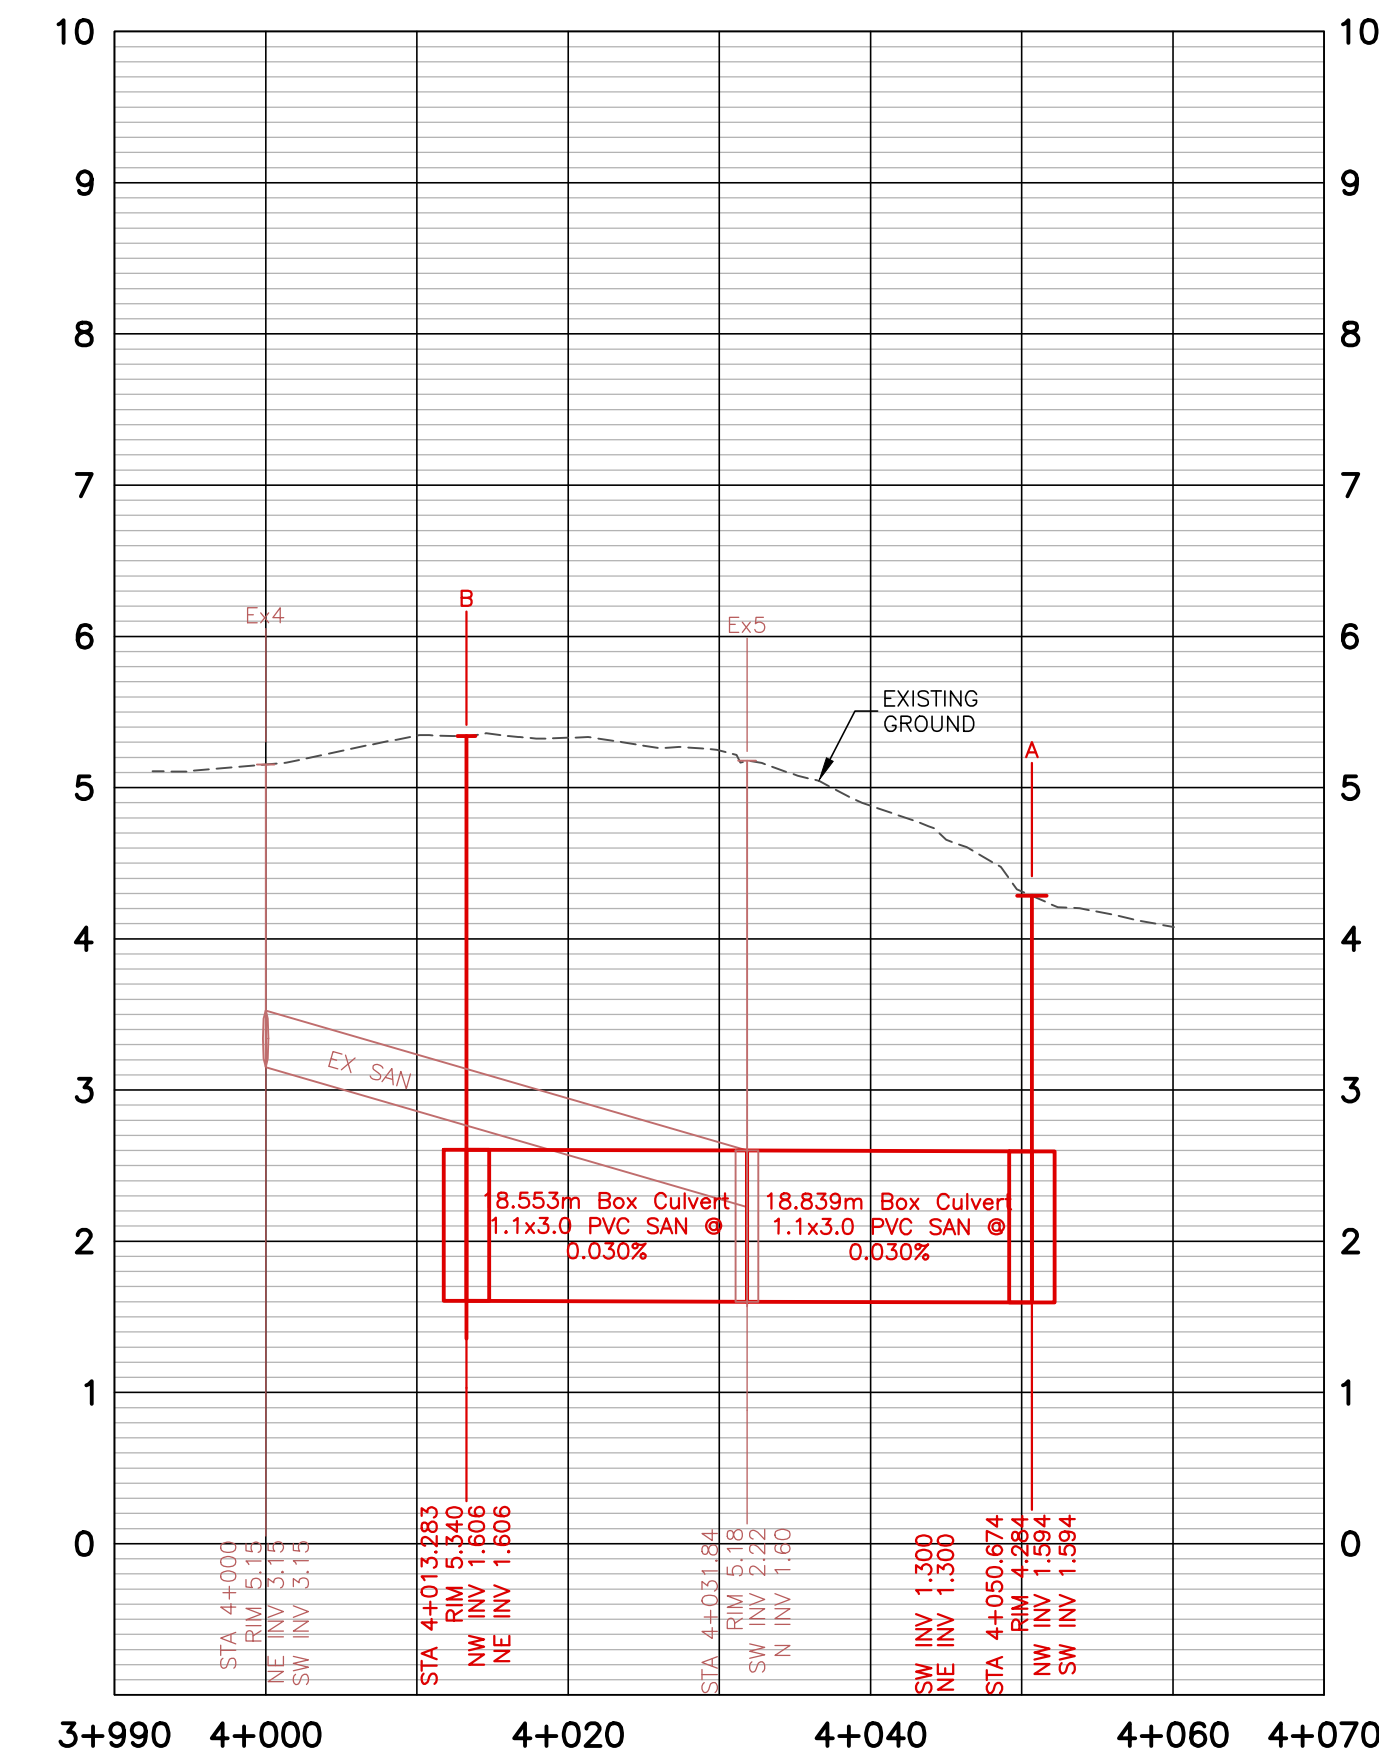 10 10
9 9
8 8
7 7
6 6
5 5
4 4
3 3
2 2
1 1
0 0
Ex4
B
Ex5
A
EXISTING
GROUND
EX SAN
18.553m Box Culvert
1.1x3.0 PVC SAN @
0.030%
18.839m Box Culvert
1.1x3.0 PVC SAN @
0.030%
STA 4+000
RIM 5.15
NE INV 3.15
SW INV 3.15
STA 4+013.283
RIM 5.340
NW INV 1.606
NE INV 1.606
STA 4+031.84
RIM 5.18
SW INV 2.22
N INV 1.60
SW INV 1.300
NE INV 1.300
STA 4+050.674
RIM 4.284
NW INV 1.594
SW INV 1.594
3+990 4+000 4+020 4+040 4+060 4+070